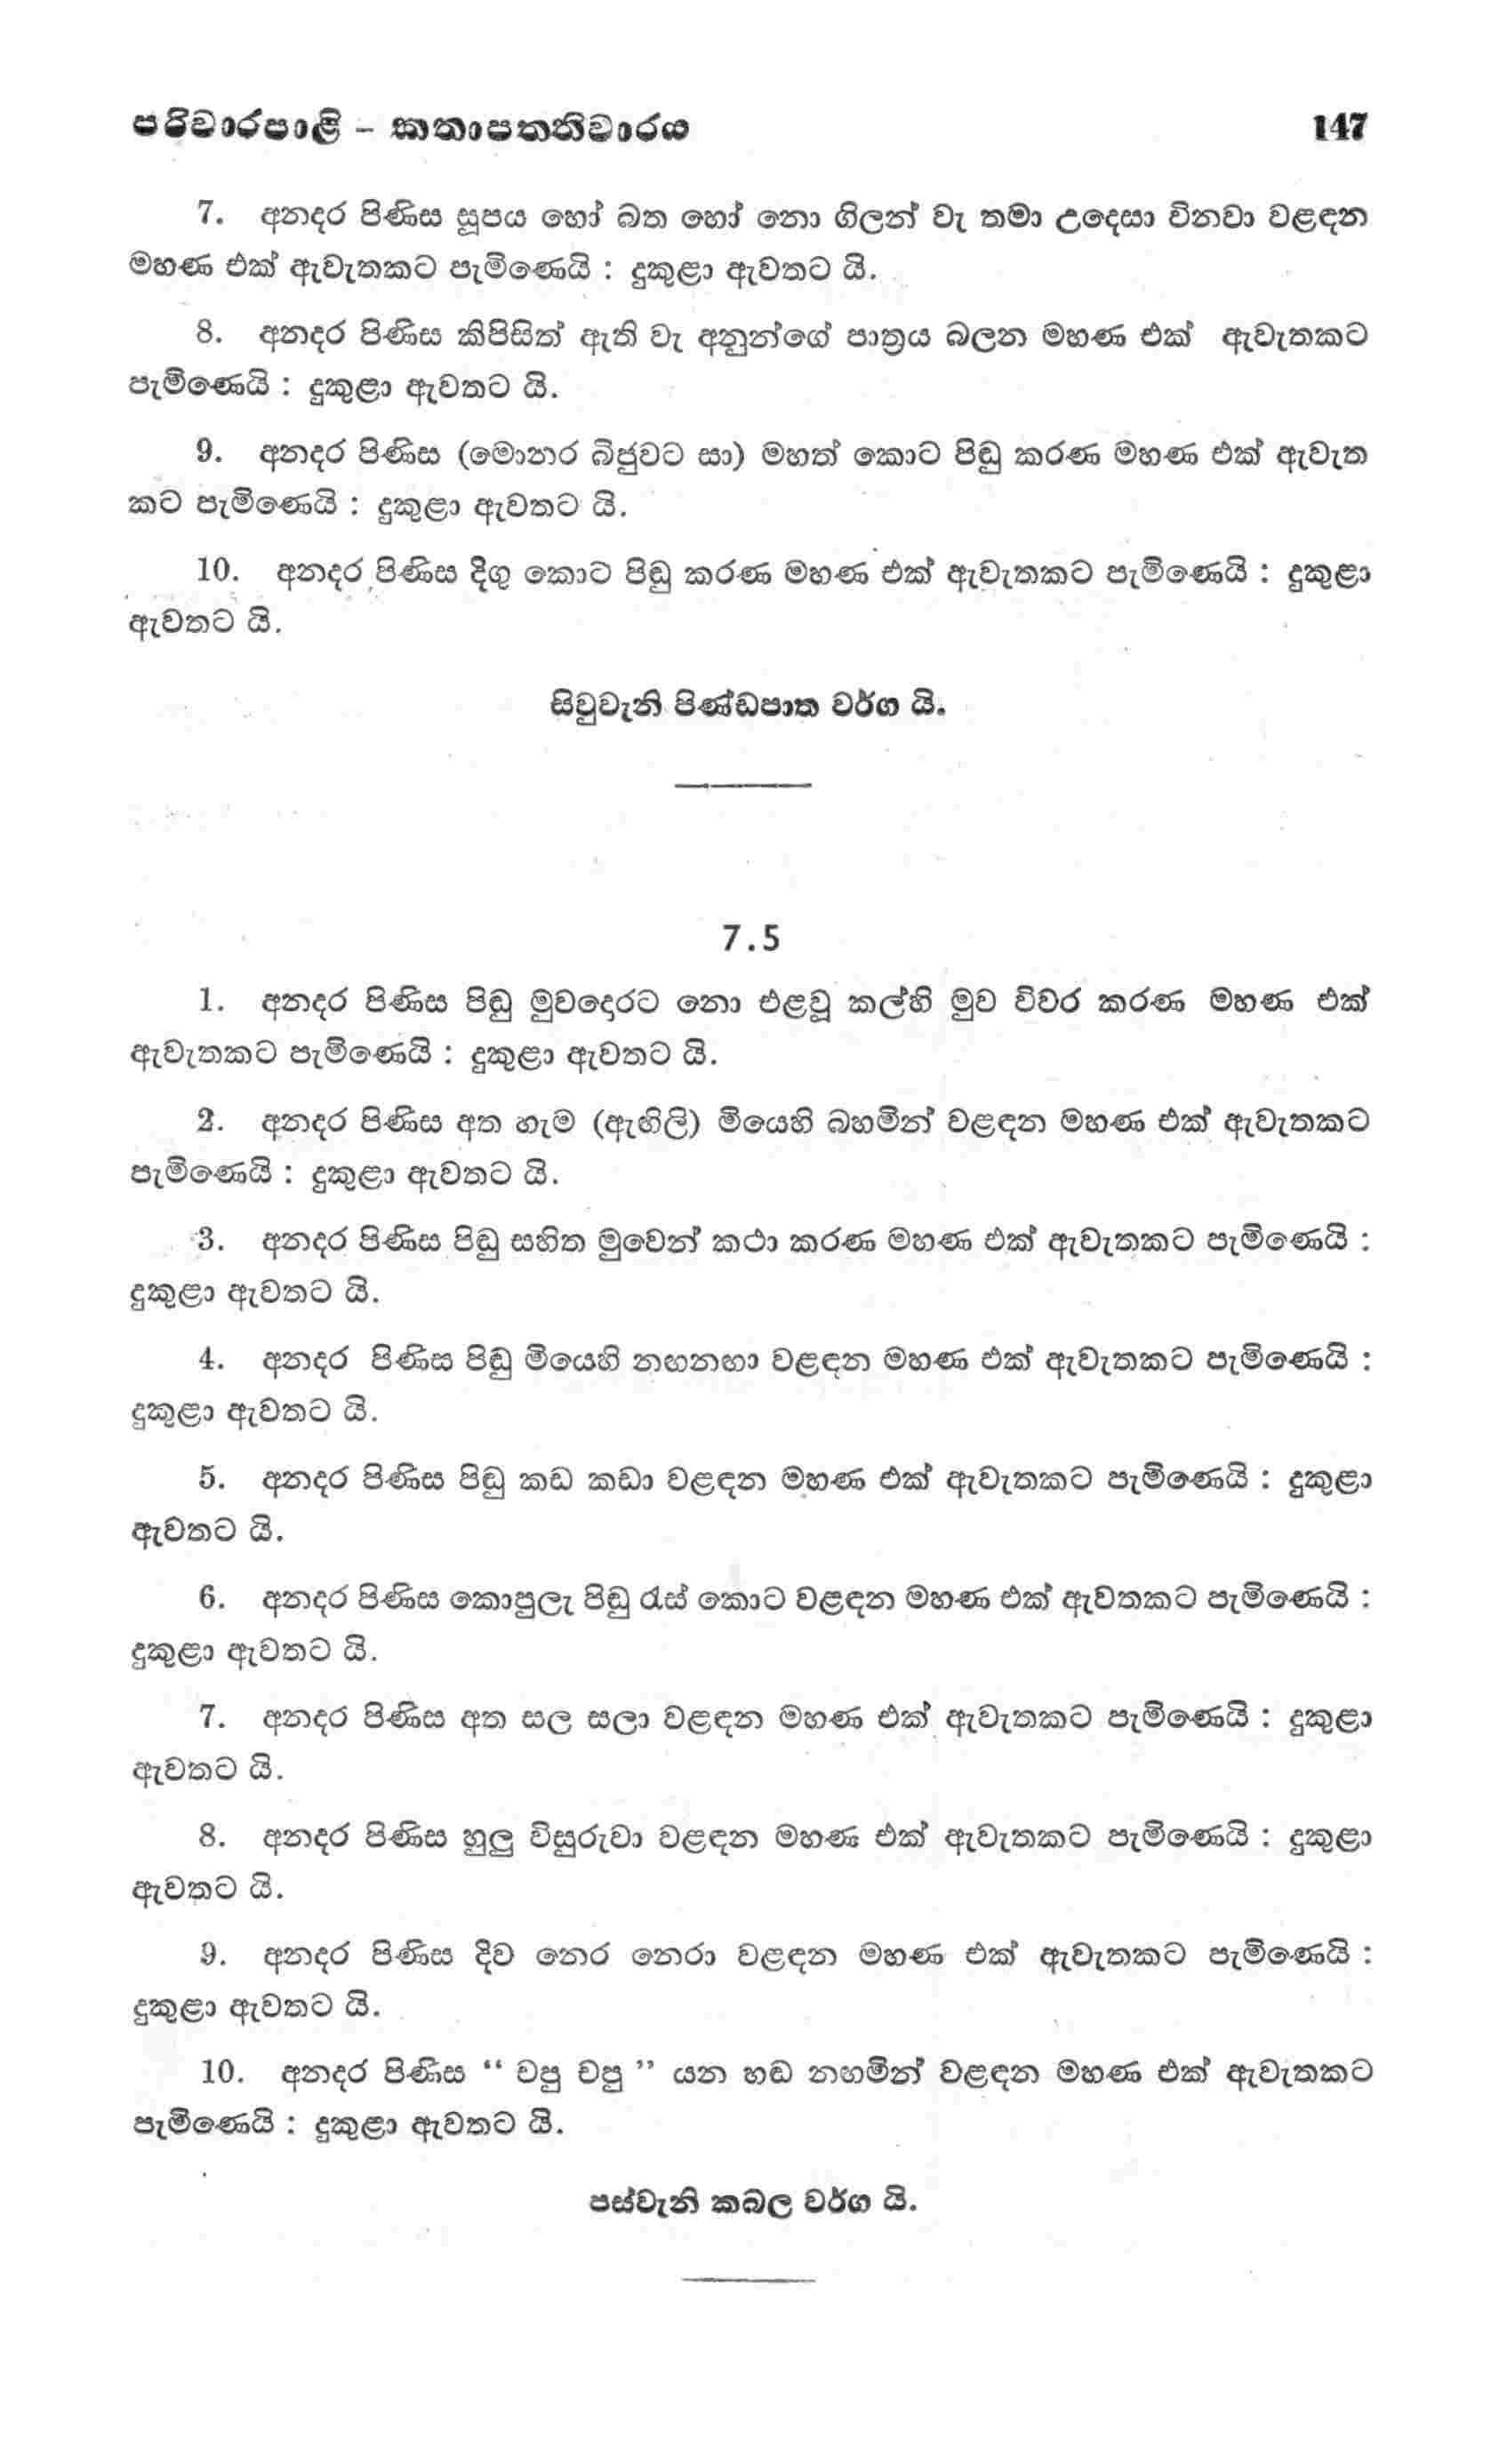 පරිවාරපාළි – කතාපතතිවාරය 147
7. අනදර පිණිස සූපය හෝ බත හෝ නො ගිලන් වැ තමා උදෙසා විනවා වළඳන
මහණ එක් ඇවැතකට පැමිණෙයි : දුකුළා ඇවතට යි.
8. අනදර පිණිස කිපිසිත් ඇති වැ අනුන්ගේ පාත්‍රය බලන මහණ එක් ඇවැතකට
පැමිණෙයි : දුකුළා ඇවතට යි.
9. අනදර පිණිස (මොනර බිජුවට සා) මහත් කොට පිඬු කරණ මහණ එක් ඇවැත
කට පැමිණෙයි : දුකුළා ඇවතට යි.
10. අනදර පිණිස දිගු කොට පිඬු කරණ මහණ එක් ඇවැතකට පැමිණෙයි : දුකුළා
ඇවතට යි.
සිවුවැනි පිණ්ඩපාත වර්ග යි.
7.5
1. අනදර පිණිස පිඬු මුවදොරට නො එළවූ කල්හි මුව විවර කරණ මහණ එක්
ඇවැතකට පැමිණෙයි : දුකුළා ඇවතට යි.
2. අනදර පිණිස අත හැම (ඇඟිලි) මියෙහි බහමින් වළඳන මහණ එක් ඇවැතකට
පැමිණෙයි : දුකුළා ඇවතට යි.
3. අනදර පිණිස පිඬු සහිත මුවෙන් කථා කරණ මහණ එක් ඇවැතකට පැමිණෙයි :
දුකුළා ඇවතට යි.
4. අනදර පිණිස පිඬු මියෙහි නඟනඟා වළඳන මහණ එක් ඇවැතකට පැමිණෙයි :
දුකුළා ඇවතට යි.
5. අනදර පිණිස පිඬු කඩ කඩා වළඳන මහණ එක් ඇවැතකට පැමිණෙයි : දුකුළා
ඇවතට යි.
6. අනදර පිණිස කොපුලැ පිඬු රැස් කොට වළඳන මහණ එක් ඇවතකට පැමිණෙයි :
දුකුළා ඇවතට යි.
7. අනදර පිණිස අත සල සලා වළඳන මහණ එක් ඇවැතකට පැමිණෙයි : දුකුළා
ඇවතට යි.
8. අනදර පිණිස හුලු විසුරුවා වළඳන මහණ එක් ඇවැතකට පැමිණෙයි : දුකුළා
ඇවතට යි.
9. අනදර පිණිස දිව නෙර නෙරා වළඳන මහණ එක් ඇවැතකට පැමිණෙයි :
දුකුළා ඇවතට යි.
10. අනදර පිණිස “ චපු චපු ” යන හඬ නඟමින් වළඳන මහණ එක් ඇවැතකට
පැමිණෙයි : දුකුළා ඇවතට යි.
පස්වැනි කබල වර්ග යි.